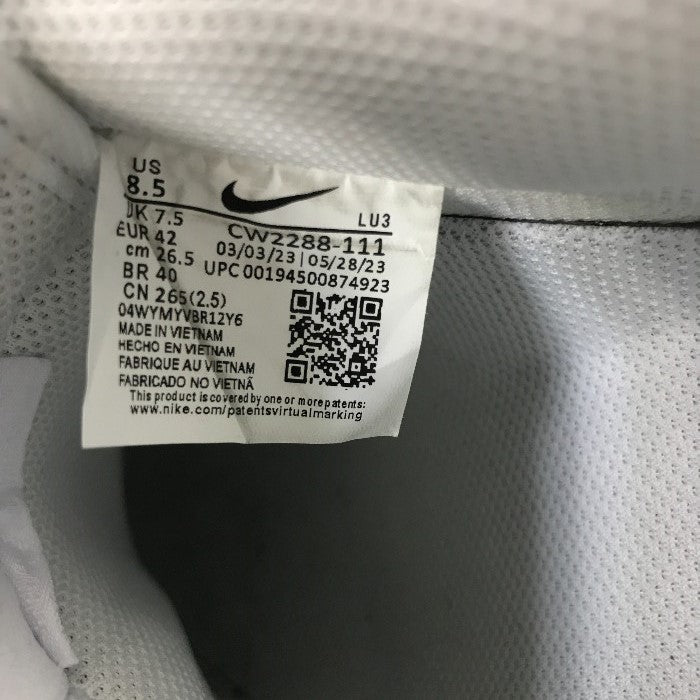 US
8.5
UK 7.5
LU3
EUR 42
CW2288-111
cm 26.5
03/03/23 | 05/28/23
BR 40
UPC 00194500874923
CN 265(2.5)
04WYMYVBR12Y6
MADE IN VIETNAM
HECHO EN VIETNAM
FABRIQUE AU VIETNAM
FABRICADO NO VIETNÃ
This product is covered by one or more patents:
www.nike.com/patentsvirtualmarking